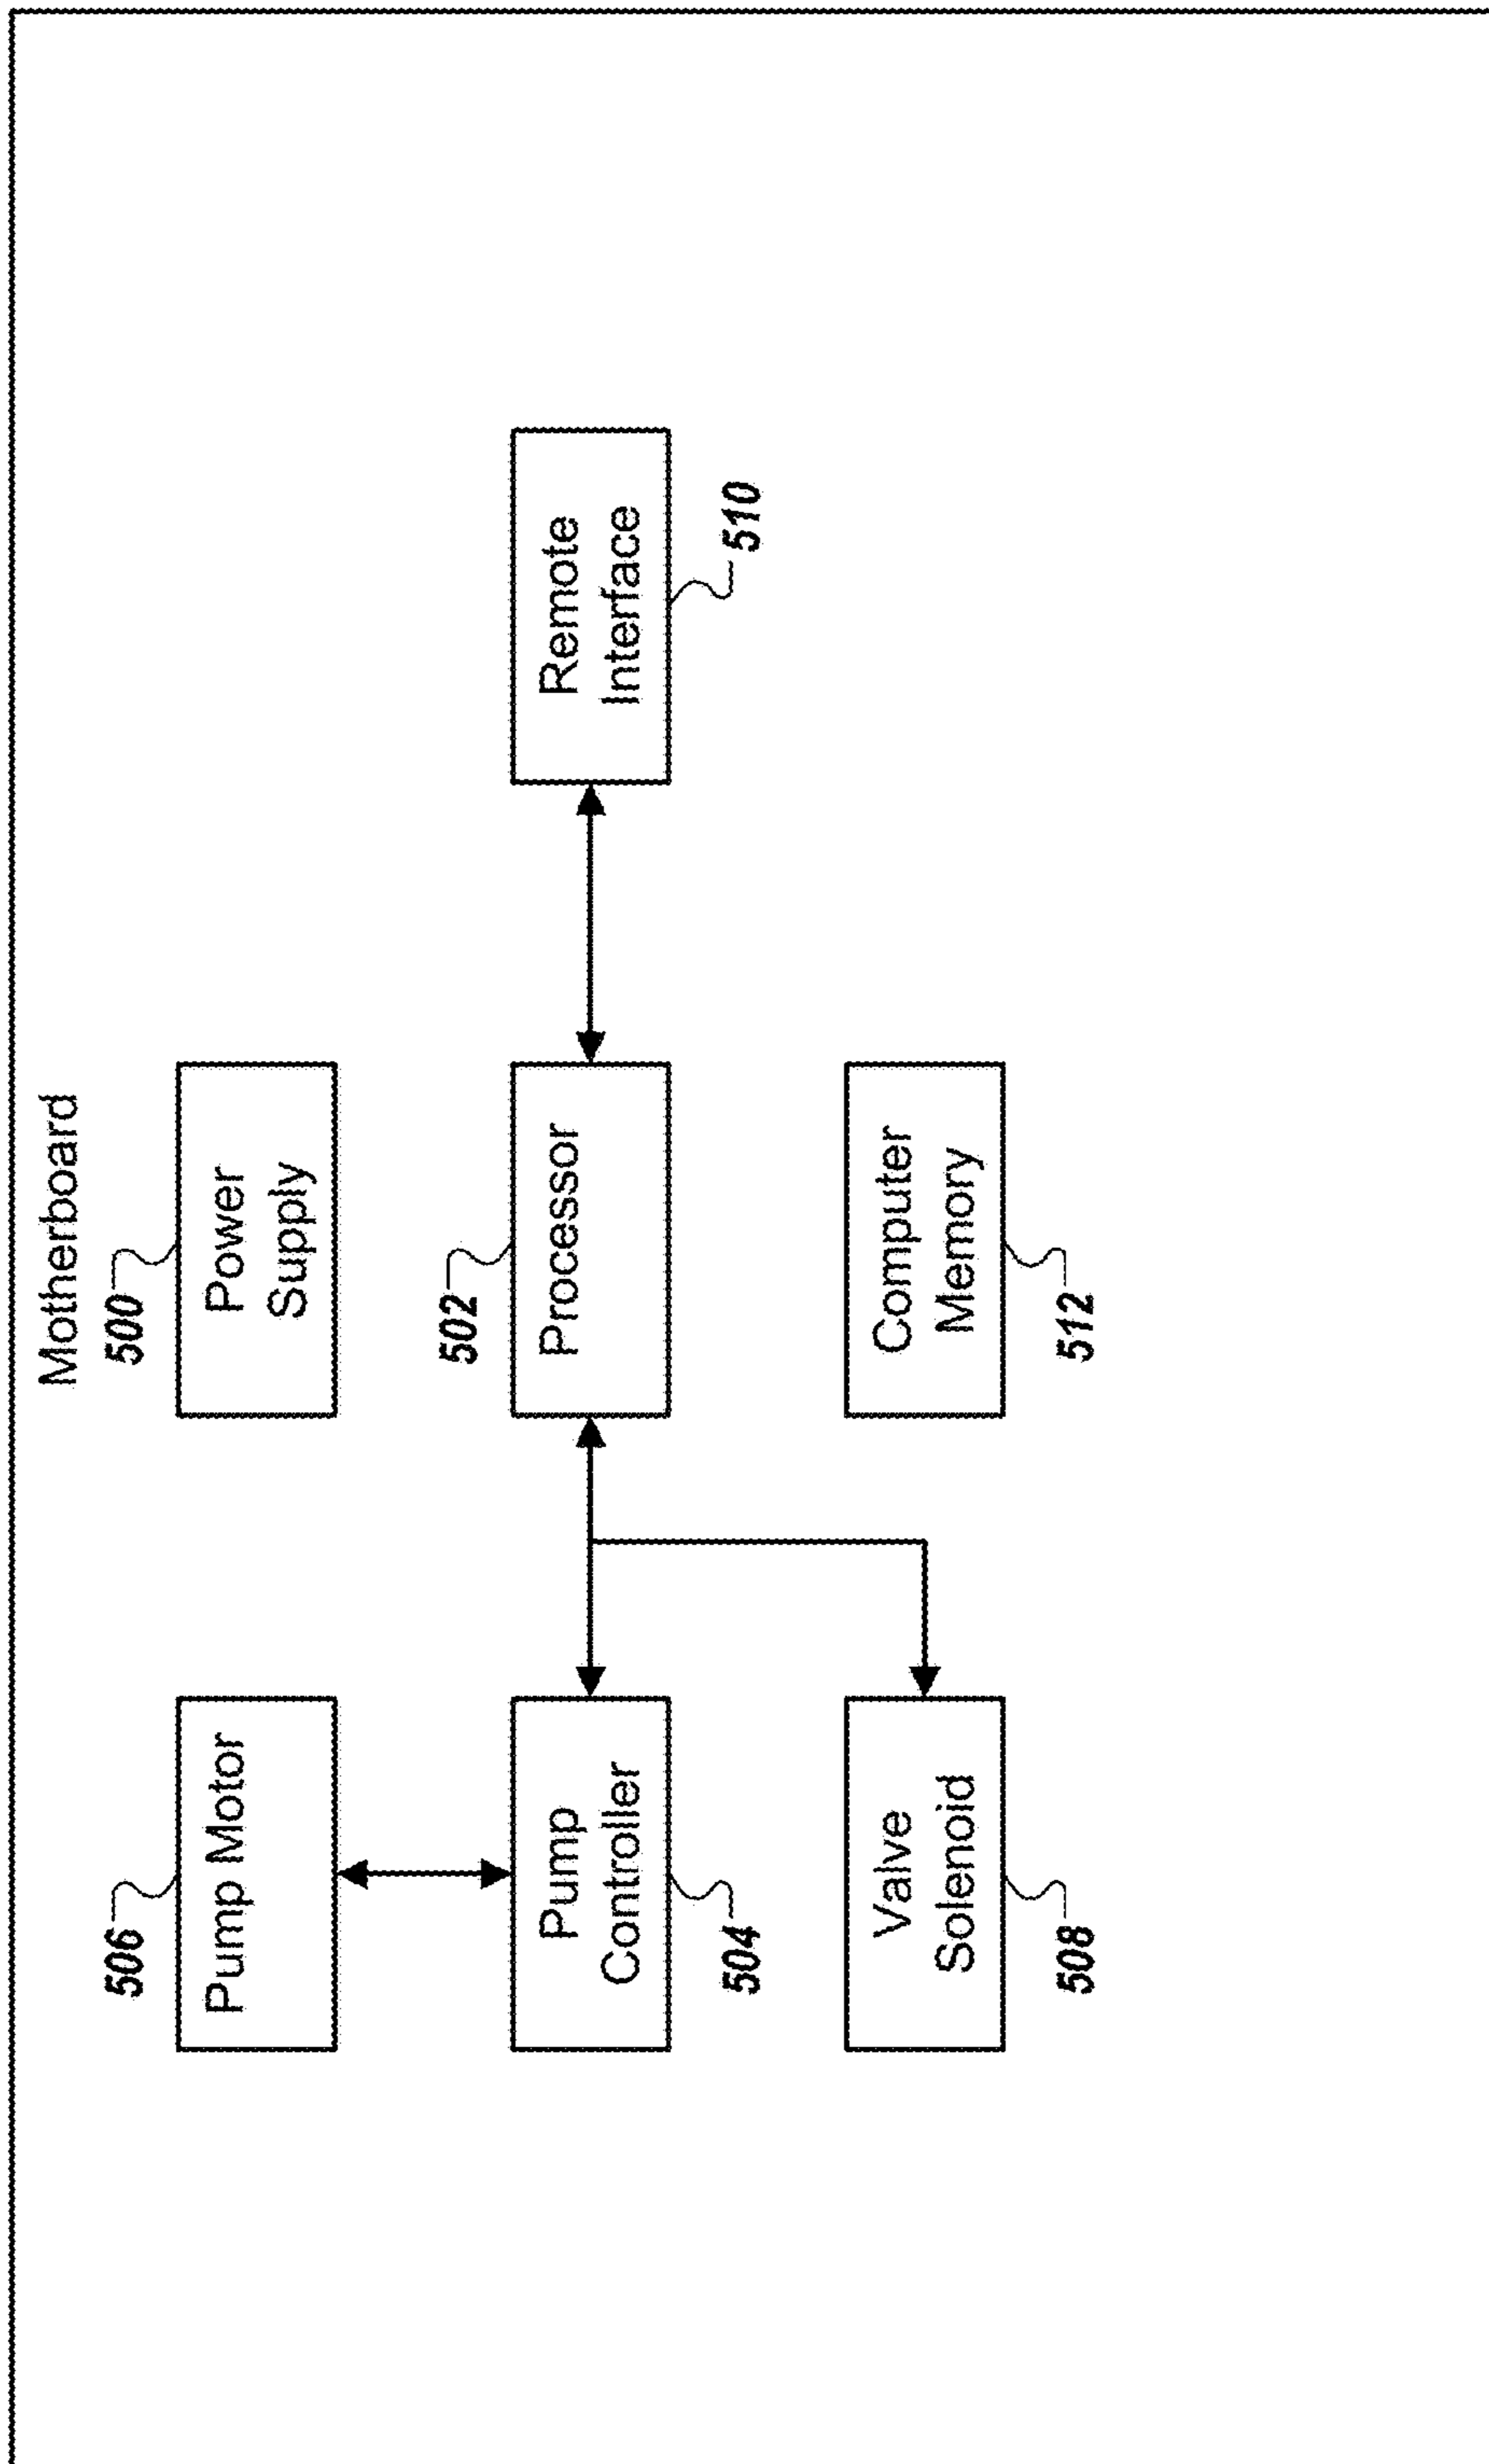 Motherboard
506
Pump Motor
500
Power
Supply
504
Pump
Controller
502
Processor
Remote
Interface
510
Valve
Solenoid
508
Computer
Memory
512